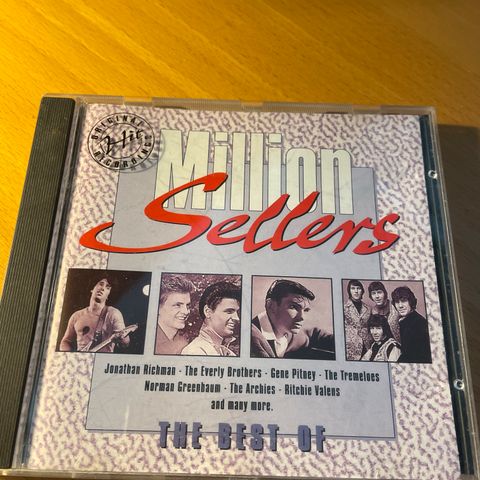 ORIGINAL
Hit
RECORDINGS
Million
Sellers
Jonathan Richman · The Everly Brothers · Gene Pitney · The Tremeloes
Norman Greenbaum · The Archies · Ritchie Valens
and many more.
THE BEST OF